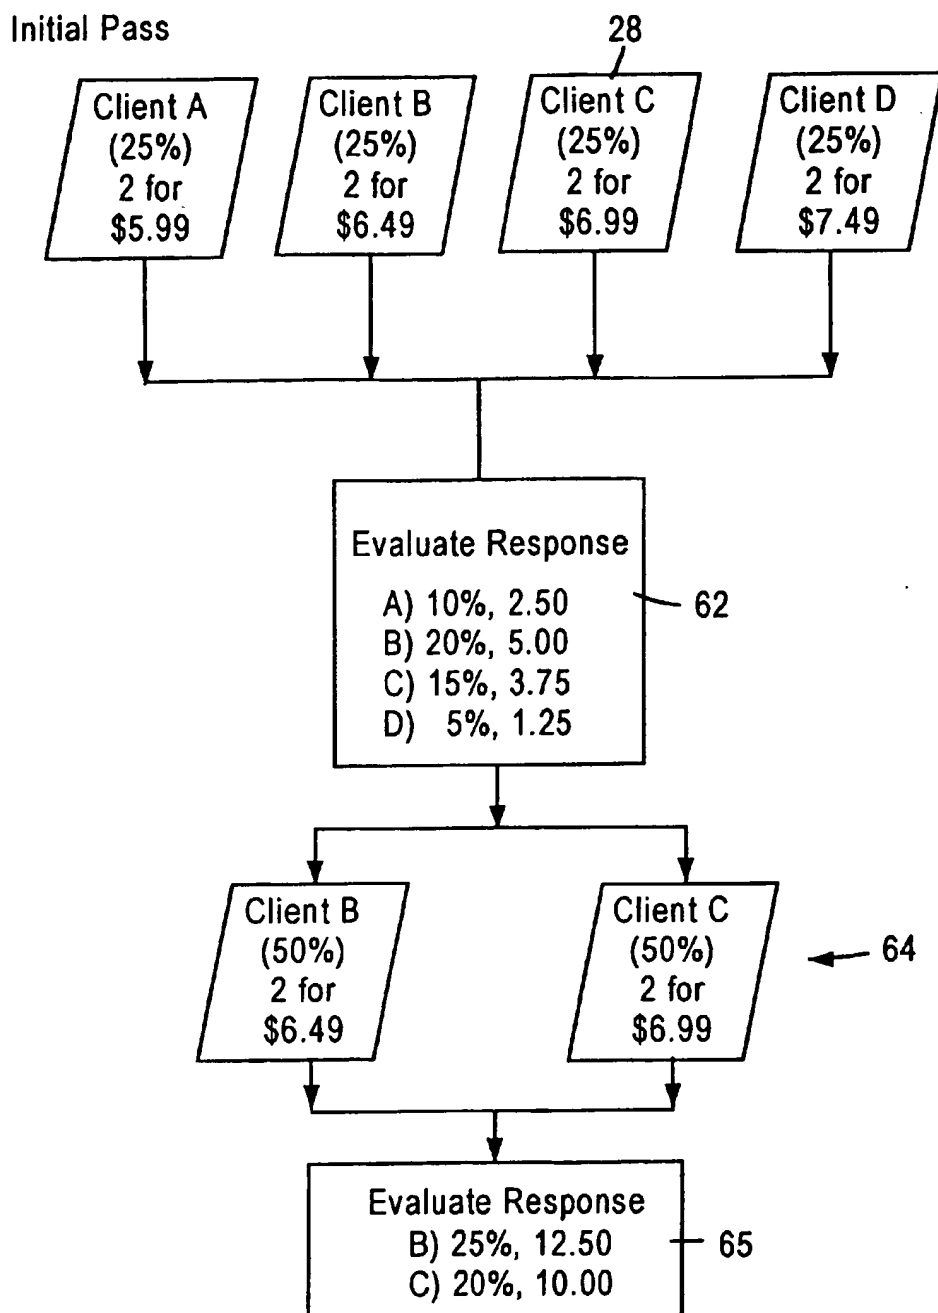 Initial Pass
28
Client A
(25%)
2 for
$5.99
Client B
(25%)
2 for
$6.49
Client C
(25%)
2 for
$6.99
Client D
(25%)
2 for
$7.49
Evaluate Response
A) 10%, 2.50
B) 20%, 5.00
C) 15%, 3.75
D) 5%, 1.25
62
Client B
(50%)
2 for
$6.49
Client C
(50%)
2 for
$6.99
64
Evaluate Response
B) 25%, 12.50
C) 20%, 10.00
65